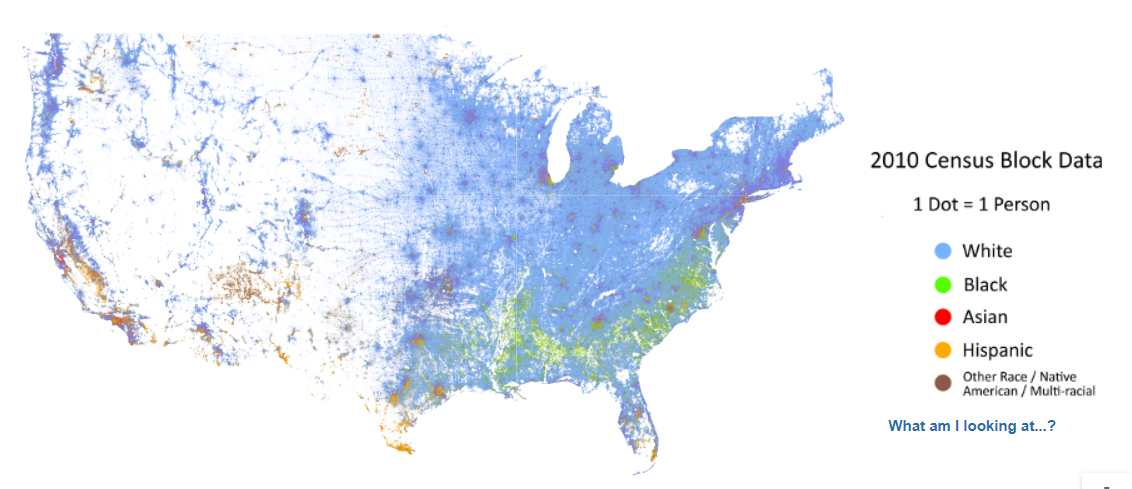 2010 Census Block Data
1 Dot = 1 Person
White
Black
Asian
Hispanic
Other Race / Native
American / Multi-racial
What am I looking at...?